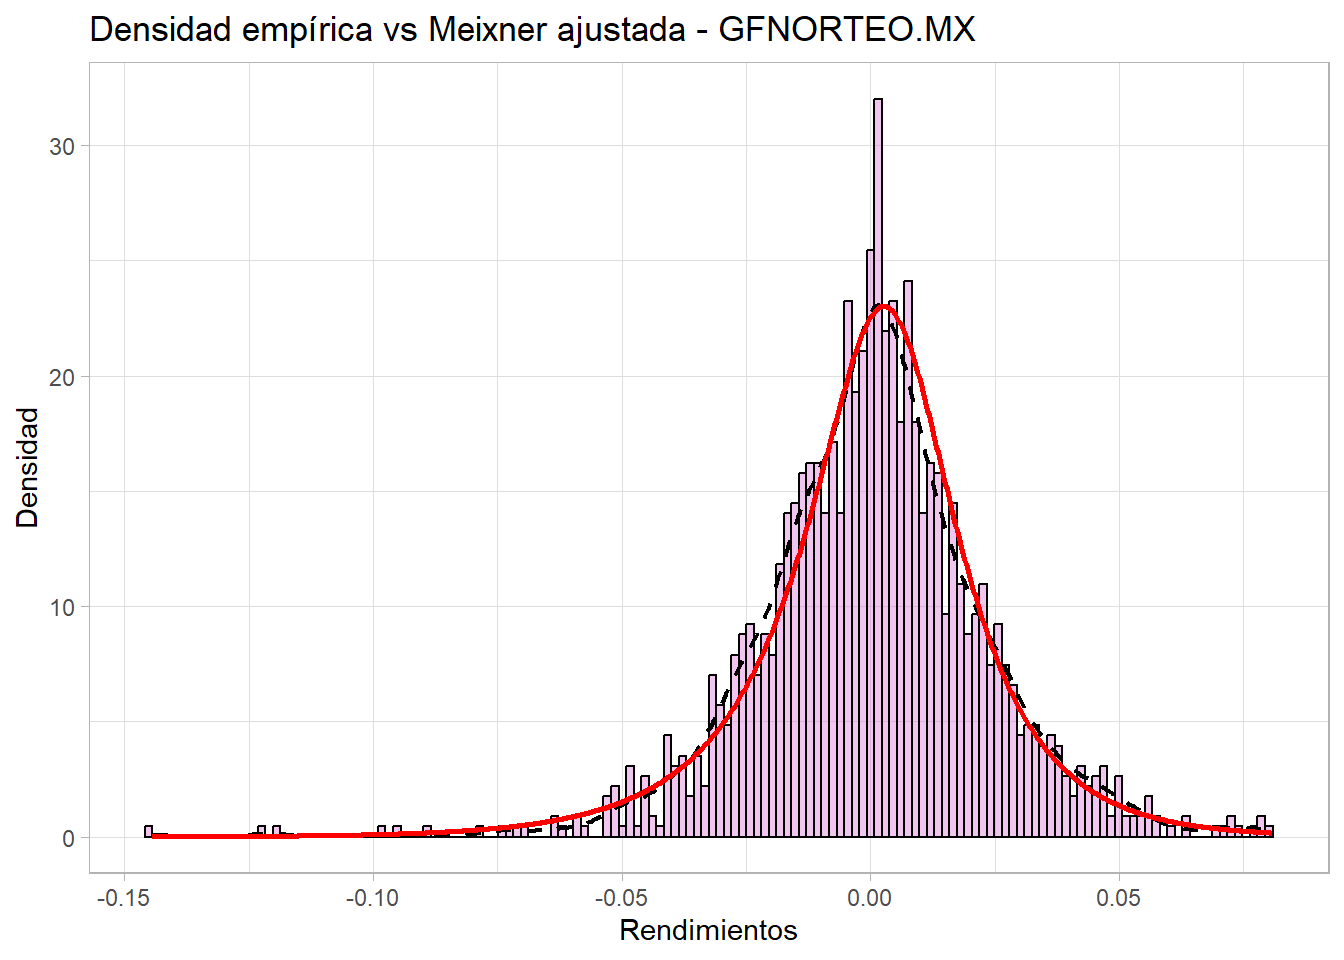 Densidad empírica vs Meixner ajustada - GFNORTEO.MX
30
20
10
0
Densidad
-0.15 -0.10 -0.05 0.00 0.05
Rendimientos